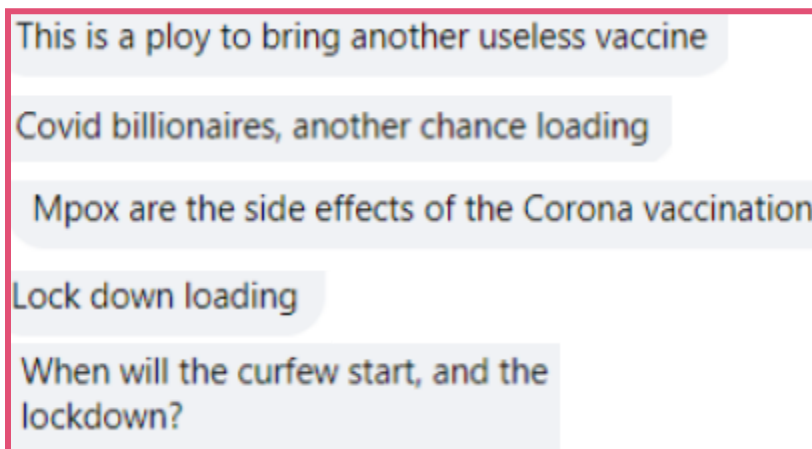 This is a ploy to bring another useless vaccine
Covid billionaires, another chance loading
Mpox are the side effects of the Corona vaccination
Lock down loading
When will the curfew start, and the
lockdown?